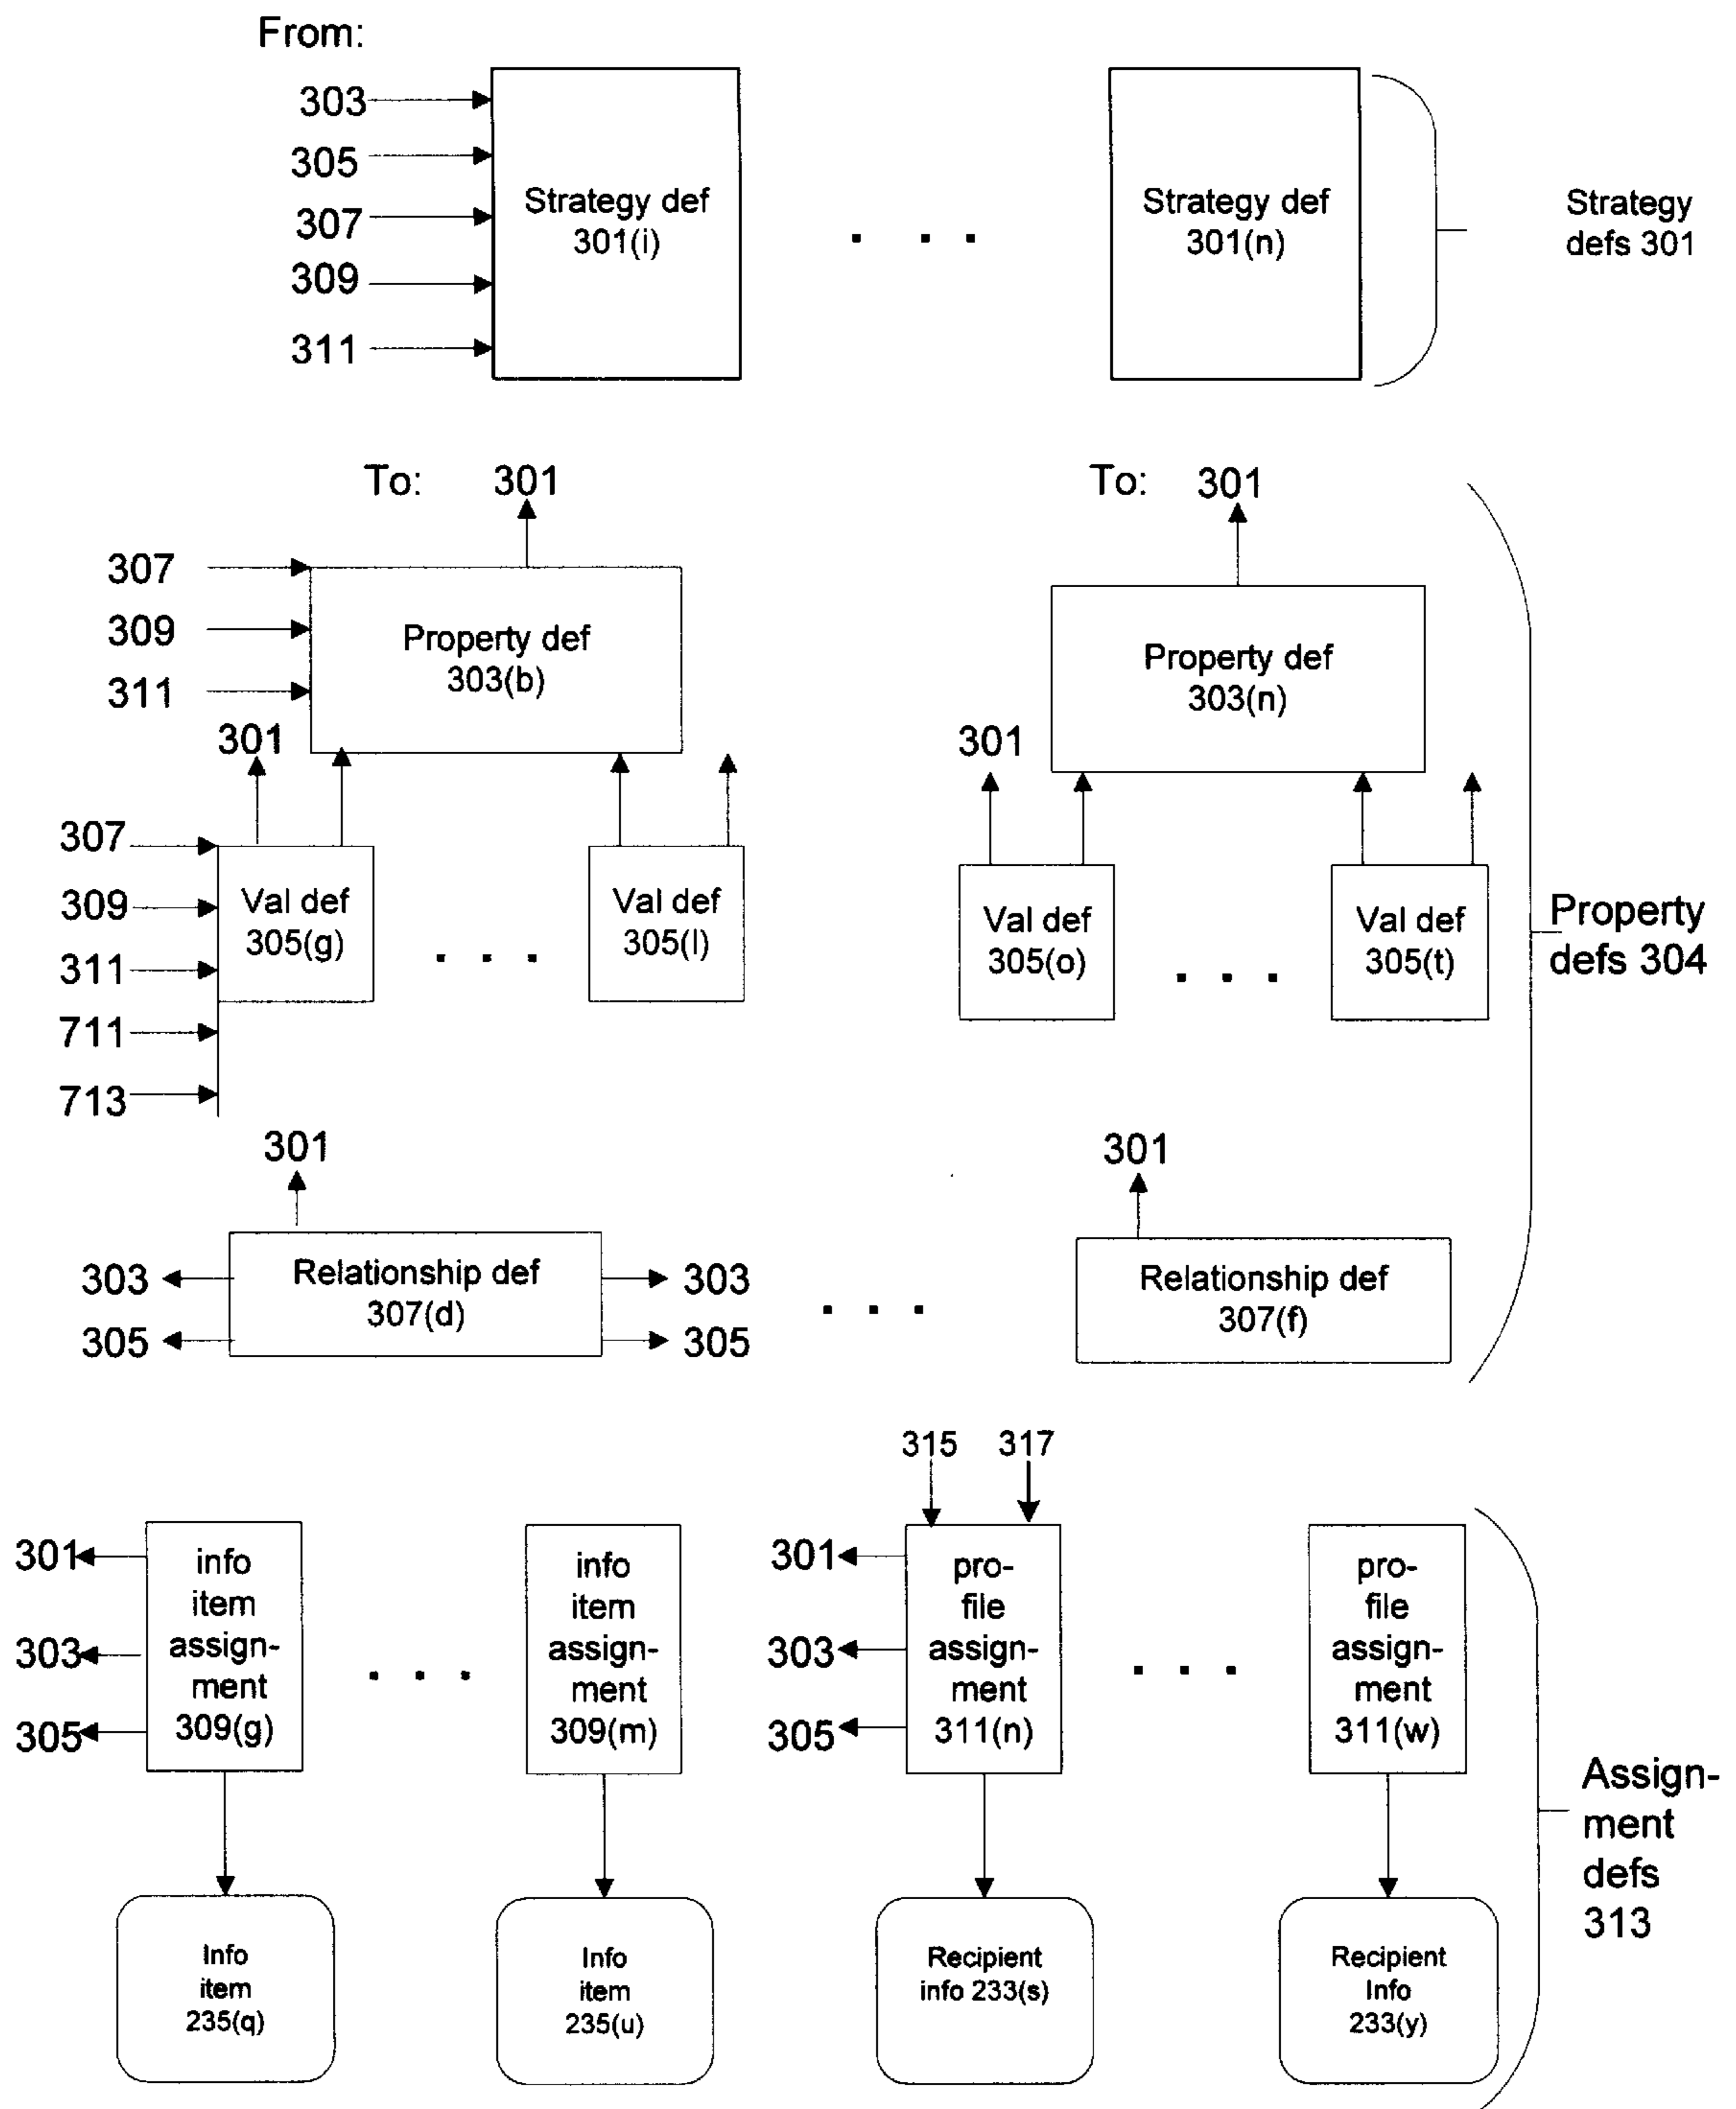 From:
303
305
307
309
311
Strategy def
301(i)
. . .
Strategy def
301(n)
Strategy
defs 301
To: 301
307
309
311
Property def
303(b)
To: 301
Property def
303(n)
301
307
309
311
711
713
Val def
305(g)
. . .
Val def
305(l)
301
Val def
305(o)
. . .
Val def
305(t)
Property
defs 304
301
303
305
Relationship def
307(d)
303
305
. . .
301
Relationship def
307(f)
301
303
305
info
item
assign-
ment
309(g)
. . .
info
item
assign-
ment
309(m)
315 317
301
303
305
pro-
file
assign-
ment
311(n)
. . .
pro-
file
assign-
ment
311(w)
Assign-
ment
defs
313
Info
item
235(q)
Info
item
235(u)
Recipient
info 233(s)
Recipient
Info
233(y)